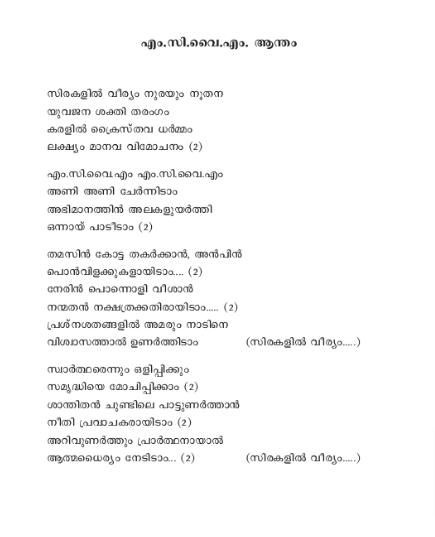 എം.സി.വൈ.എം. ആന്തം
സിരകളിൽ വീര്യം നുരയും നൂതന
യുവജന ശക്തി തരംഗം
കരളിൽ ക്രൈസ്തവ ധർമ്മം
ലക്ഷ്യം മാനവ വിമോചനം (2)
എം.സി.വൈ.എം എം.സി.വൈ.എം
അണി അണി ചേർന്നിടാം
അഭിമാനത്തിൻ അലകളുയർത്തി
ഒന്നായ് പാടീടാം (2)
തമസിൻ കോട്ട തകർക്കാൻ, അൻപിൻ
പൊൻവിളക്കുകളായിടാം.... (2)
നേരിൻ പൊന്നൊളി വീശാൻ
നന്മതൻ നക്ഷത്രക്കതിരായിടാം..... (2)
പ്രശ്നശതങ്ങളിൽ അമരും നാടിനെ
വിശ്വാസത്താൽ ഉണർത്തിടാം (സിരകളിൽ വീര്യം.....)
സ്വാർത്ഥരെന്നും ഒളിപ്പിക്കും
സമൃദ്ധിയെ മോചിപ്പിക്കാം (2)
ശാന്തിതൻ ചുണ്ടിലെ പാട്ടുണർത്താൻ
നീതി പ്രവാചകരായിടാം (2)
അറിവുണർത്തും പ്രാർത്ഥനായാൽ
ആത്മധൈര്യം നേടിടാം... (2) (സിരകളിൽ വീര്യം.....)